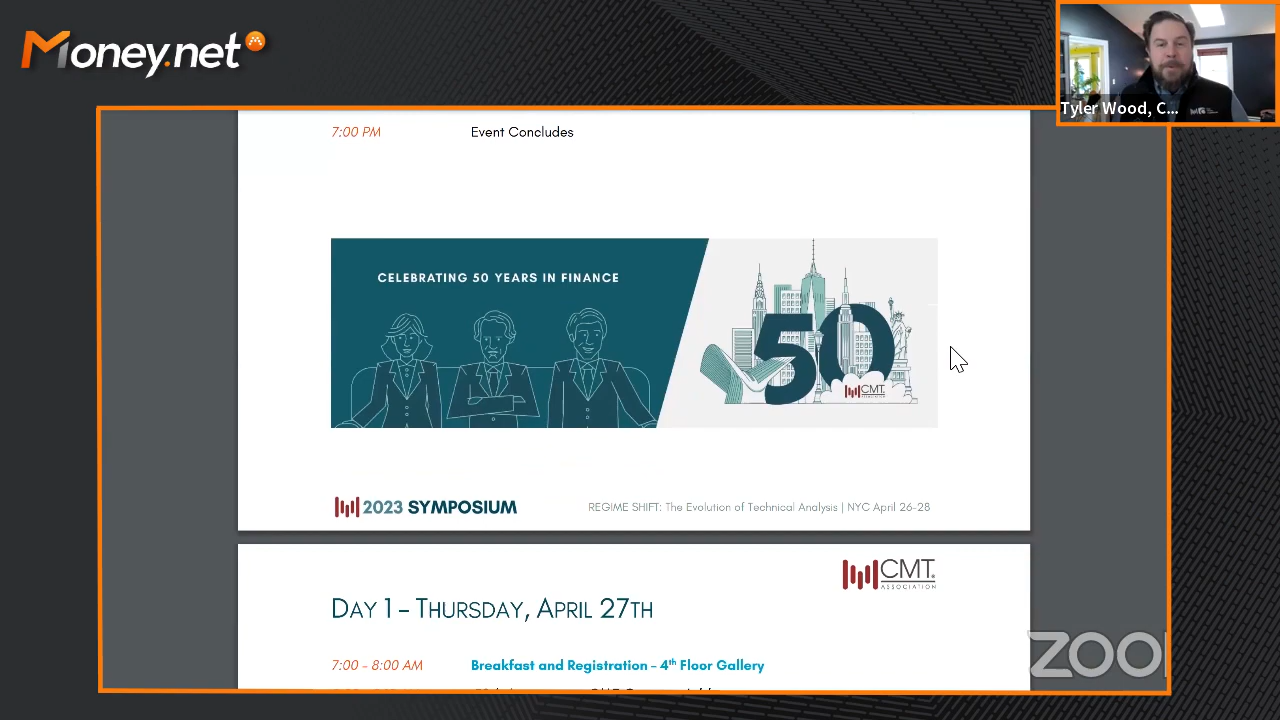 Money.net
Tyler Wood, C...
7:00 PM Event Concludes
CELEBRATING 50 YEARS IN FINANCE
50
CMT
ASSOCIATION
2023 SYMPOSIUM
REGIME SHIFT: The Evolution of Technical Analysis | NYC April 26-28
CMT
ASSOCIATION
DAY 1 – THURSDAY, APRIL 27TH
7:00 – 8:00 AM Breakfast and Registration – 4th Floor Gallery
ZOO